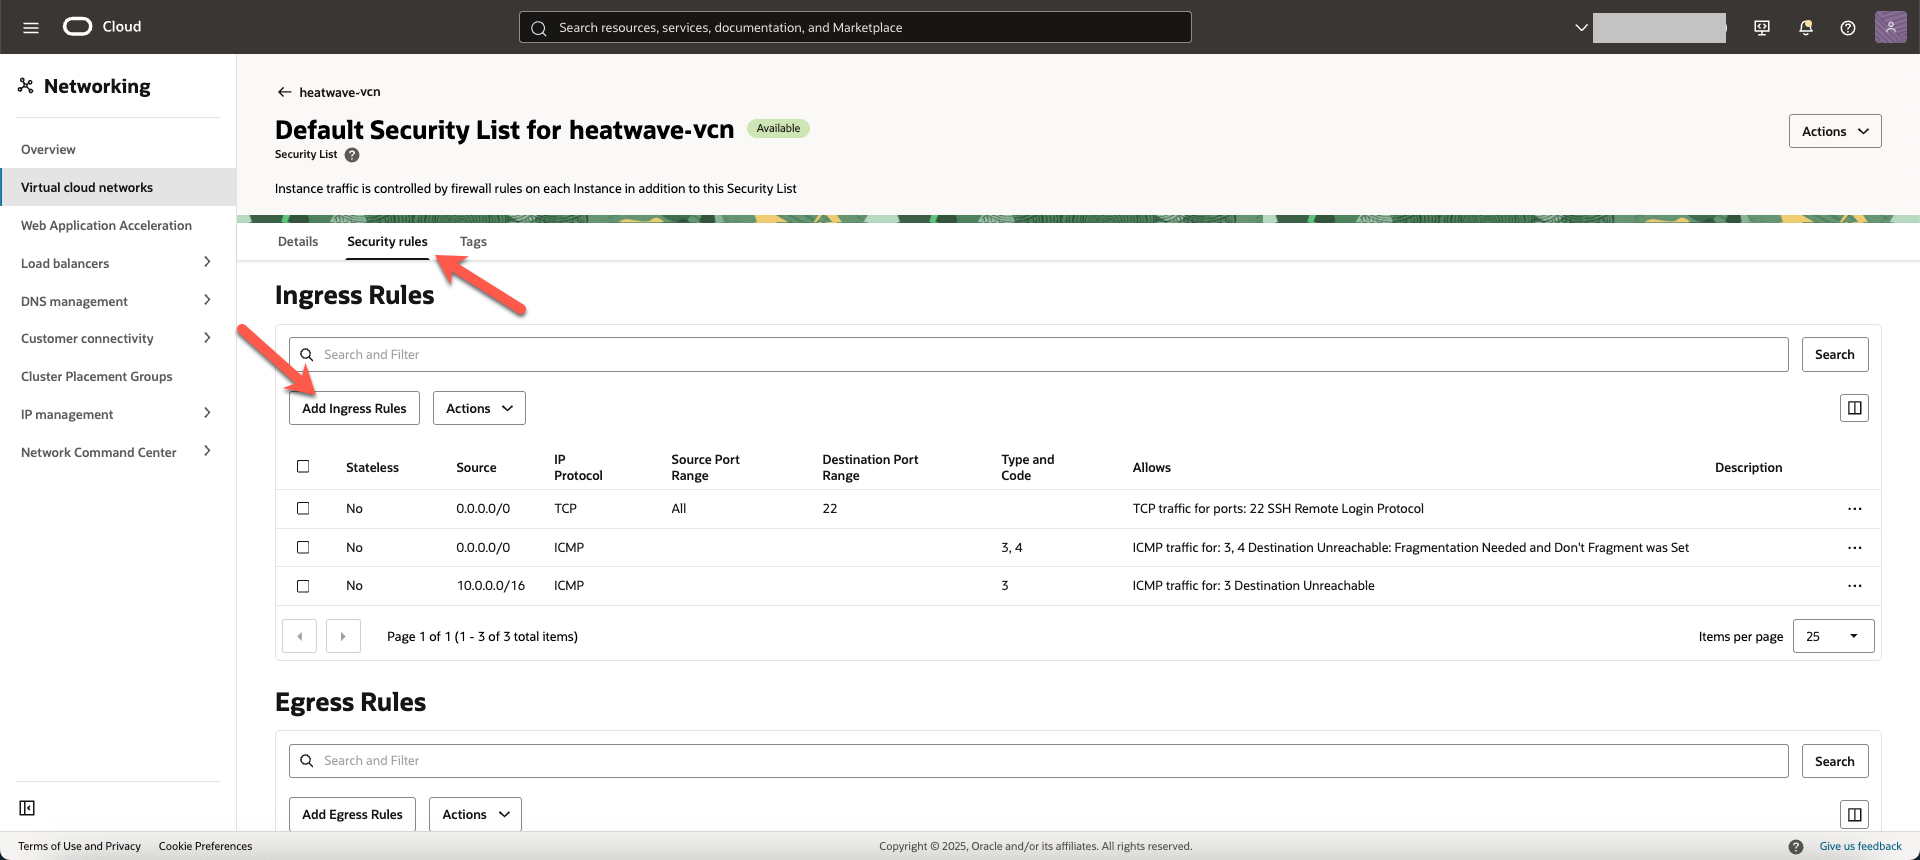 Cloud
Search resources, services, documentation, and Marketplace
Networking
Overview
Virtual cloud networks
Web Application Acceleration
Load balancers
DNS management
Customer connectivity
Cluster Placement Groups
IP management
Network Command Center
heatwave-vcn
Default Security List for heatwave-vcn Available
Security List
Actions
Instance traffic is controlled by firewall rules on each Instance in addition to this Security List
Details Security rules Tags
Ingress Rules
Search and Filter Search
Add Ingress Rules Actions
Stateless Source IP Protocol Source Port Range Destination Port Range Type and Code Allows Description
No 0.0.0.0/0 TCP All 22 TCP traffic for ports: 22 SSH Remote Login Protocol
No 0.0.0.0/0 ICMP 3, 4 ICMP traffic for: 3, 4 Destination Unreachable: Fragmentation Needed and Don't Fragment was Set
No 10.0.0.0/16 ICMP 3 ICMP traffic for: 3 Destination Unreachable
Page 1 of 1 (1 - 3 of 3 total items) Items per page 25
Egress Rules
Search and Filter Search
Add Egress Rules Actions
Terms of Use and Privacy Cookie Preferences Copyright © 2025, Oracle and/or its affiliates. All rights reserved. Give us feedback